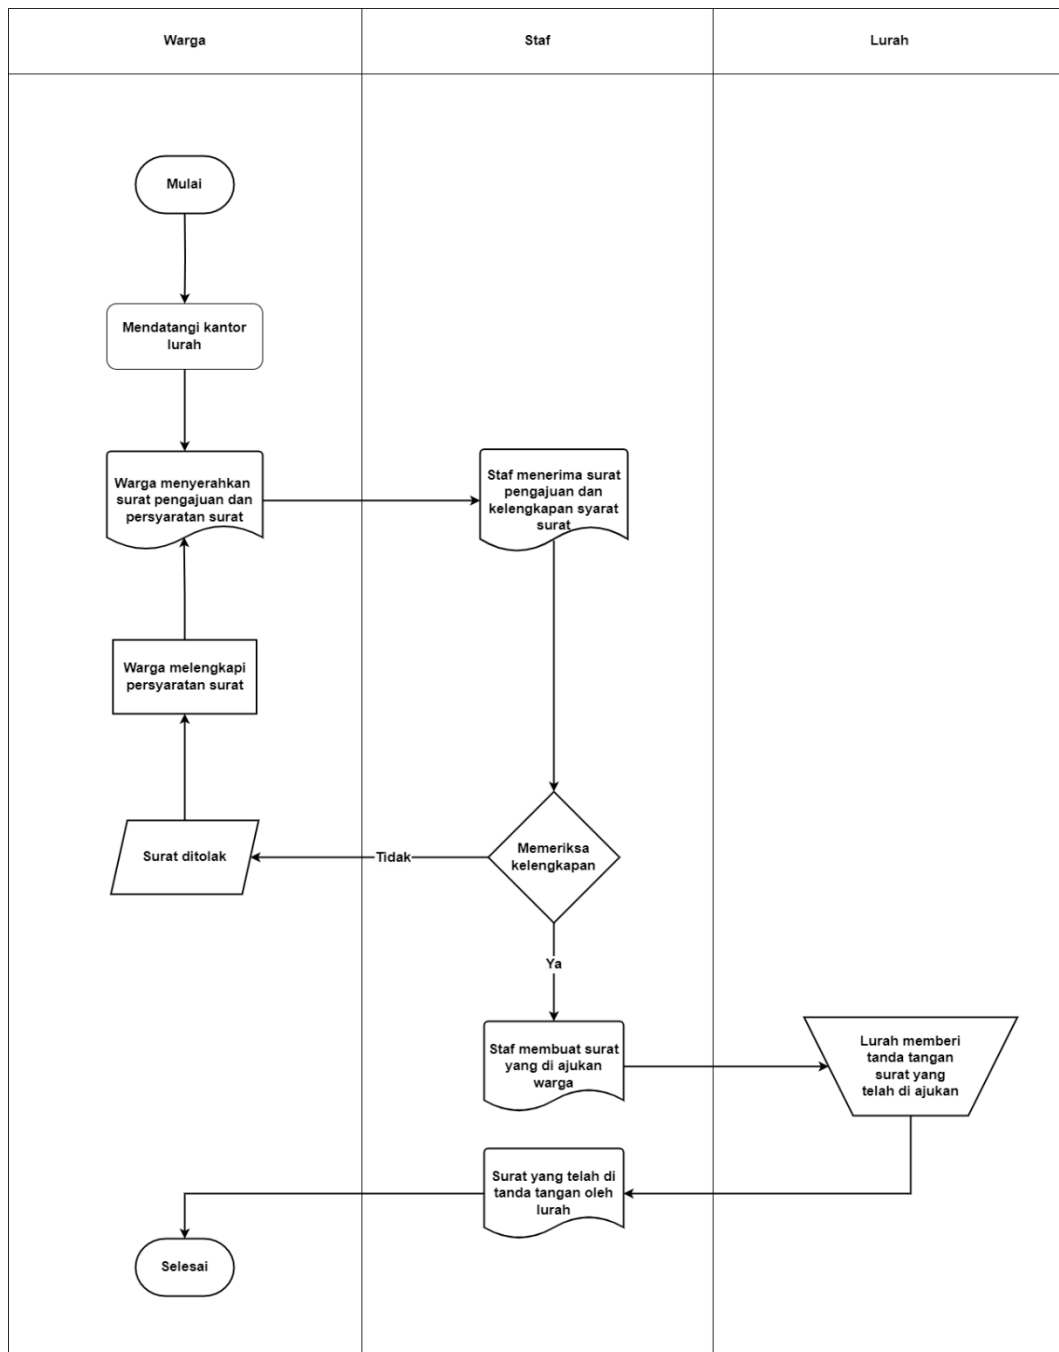 Warga
Staf
Lurah
Mulai
Mendatangi kantor
lurah
Warga menyerahkan
surat pengajuan dan
persyaratan surat
Staf menerima surat
pengajuan dan
kelengkapan syarat
surat
Warga melengkapi
persyaratan surat
Surat ditolak
Tidak
Memeriksa
kelengkapan
Ya
Staf membuat surat
yang di ajukan
warga
Lurah memberi
tanda tangan
surat yang
telah di ajukan
Surat yang telah di
tanda tangan oleh
lurah
Selesai